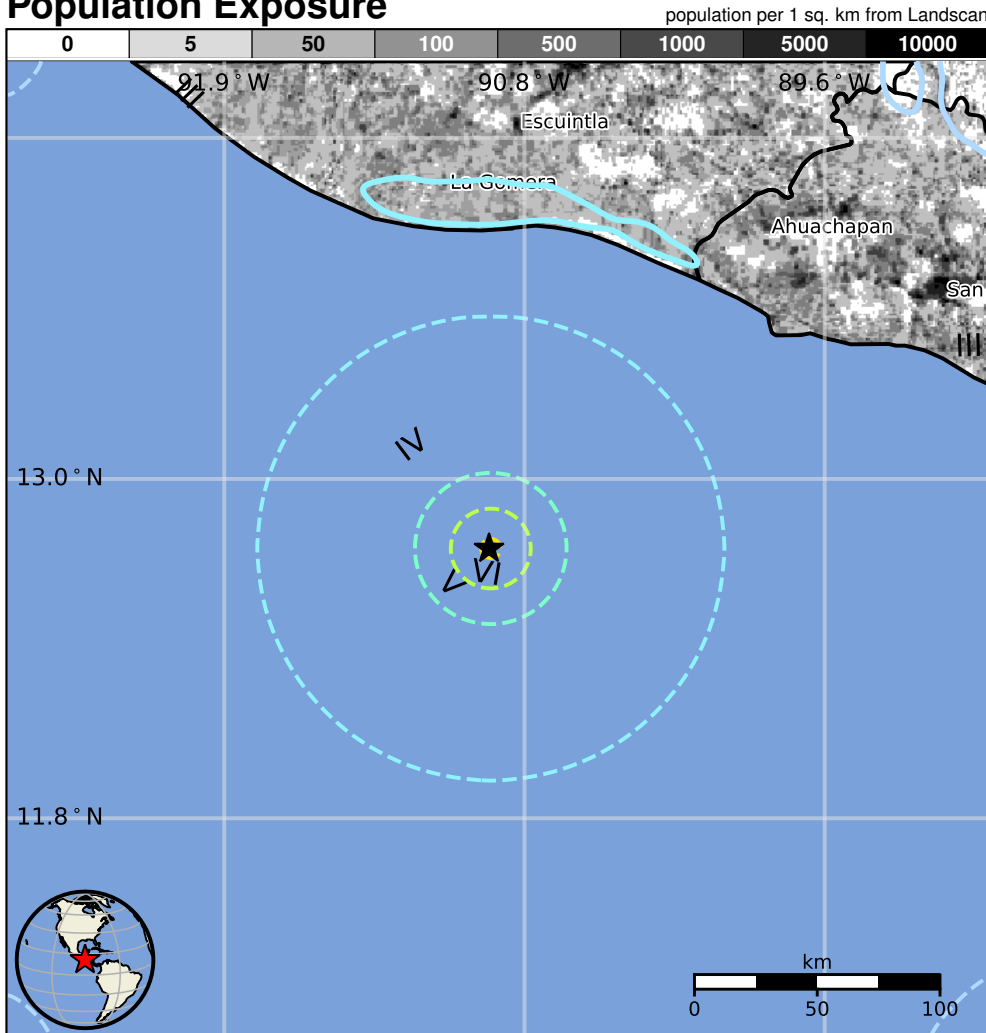 Population Exposure
population per 1 sq. km from Landscan
0 5 50 100 500 1000 5000 10000
91.9°W 90.8°W 89.6°W
III
Escuintla
La Gomera
Ahuachapan
San
III
IV
13.0°N
V
VI
11.8°N
km
0 50 100